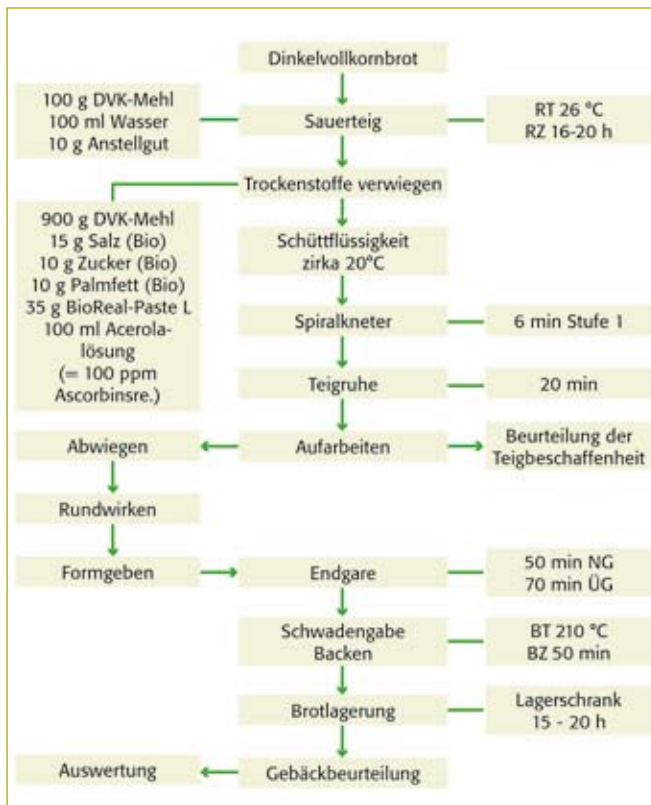 Dinkelvollkornbrot
100 g DVK-Mehl
100 ml Wasser
10 g Anstellgut
Sauerteig
RT 26 °C
RZ 16-20 h
Trockenstoffe verwiegen
900 g DVK-Mehl
15 g Salz (Bio)
10 g Zucker (Bio)
10 g Palmfett (Bio)
35 g BioReal-Paste L
100 ml Acerola-
lösung
(= 100 ppm
Ascorbinsre.)
Schüttflüssigkeit
zirka 20°C
Spiralkneter
6 min Stufe 1
Teigruhe
20 min
Abwiegen
Aufarbeiten
Beurteilung der
Teigbeschaffenheit
Rundwirken
Formgeben
Endgare
50 min NG
70 min ÜG
Schwadengabe
Backen
BT 210 °C
BZ 50 min
Brotlagerung
Lagerschrank
15 - 20 h
Auswertung
Gebäckbeurteilung